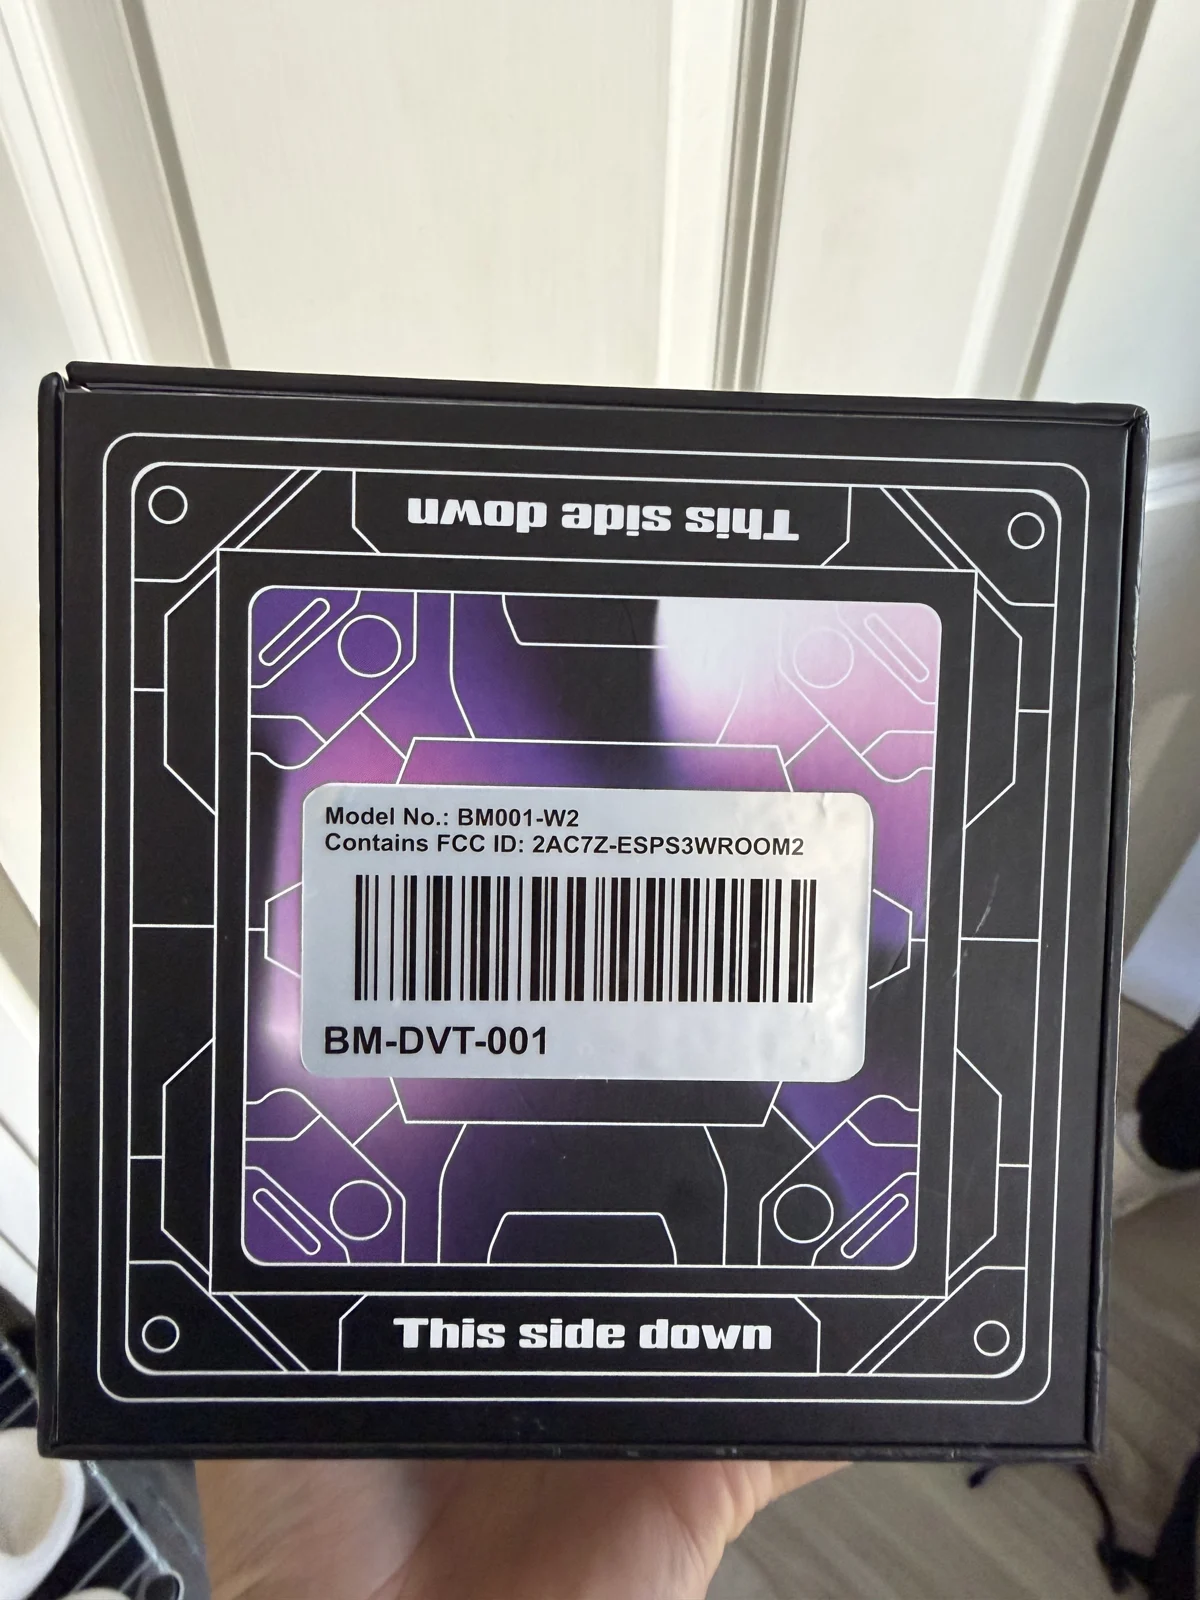 This side down
Model No.: BM001-W2
Contains FCC ID: 2AC7Z-ESPS3WROOM2
BM-DVT-001
This side down